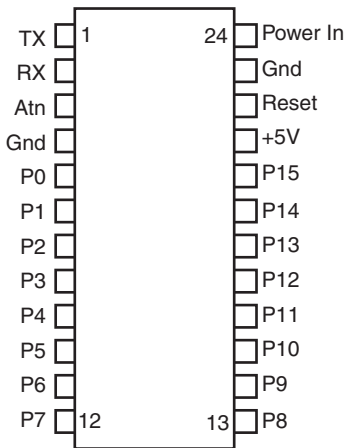 TX 1 24 Power In
RX Gnd
Atn Reset
Gnd +5V
P0 P15
P1 P14
P2 P13
P3 P12
P4 P11
P5 P10
P6 P9
P7 12 13 P8